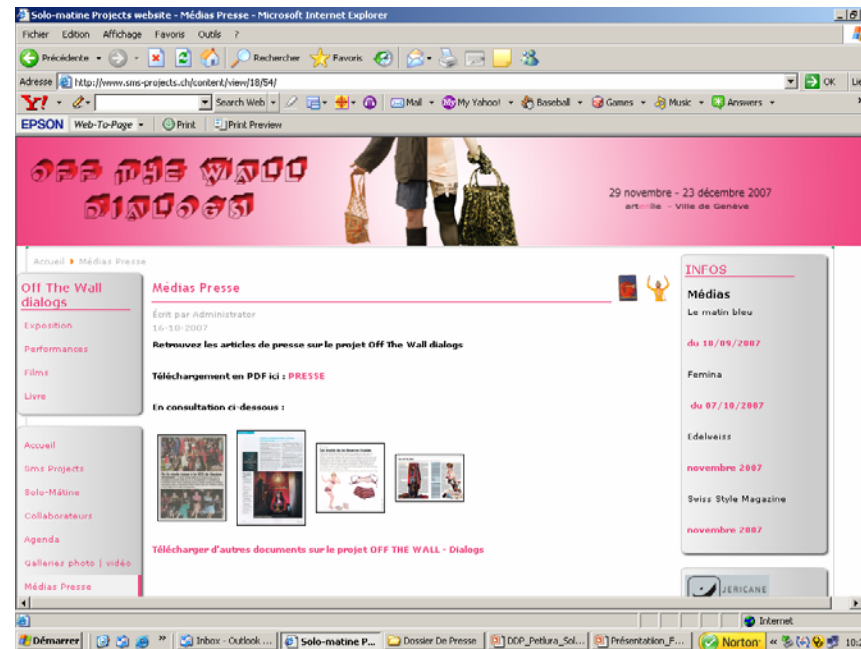 Solo-matine Projects website - Médias Presse - Microsoft Internet Explorer
Fichier Edition Affichage Favoris Outils ?
Précédente Rechercher Favoris
Adresse http://www.sms-projects.ch/content/view/18/54/ OK
Y! Search Web Mail My Yahoo! Baseball Games Music Answers
EPSON Web-To-Page Print Print Preview
OFF THE WALL
DIALOGS
29 novembre - 23 décembre 2007
Ville de Genève
Accueil Médias Presse
Off The Wall
dialogs
Exposition
Performances
Films
Livre
Accueil
Sms Projects
Solo-Mâtine
Collaborateurs
Agenda
Galleries photo | vidéo
Médias Presse
Médias Presse
Écrit par Administrator
16-10-2007
Retrouvez les articles de presse sur le projet Off The Wall dialogs
Téléchargement en PDF ici : PRESSE
En consultation ci-dessous :
Télécharger d'autres documents sur le projet OFF THE WALL - Dialogs
INFOS
Médias
Le matin bleu
du 18/09/2007
Femina
du 07/10/2007
Edelweiss
novembre 2007
Swiss Style Magazine
novembre 2007
JERICANE
Internet
Démarrer Inbox - Outlook ... Solo-matine P... Dossier De Presse DDP_Petlura_Sol... Présentation_F... Norton 10:2